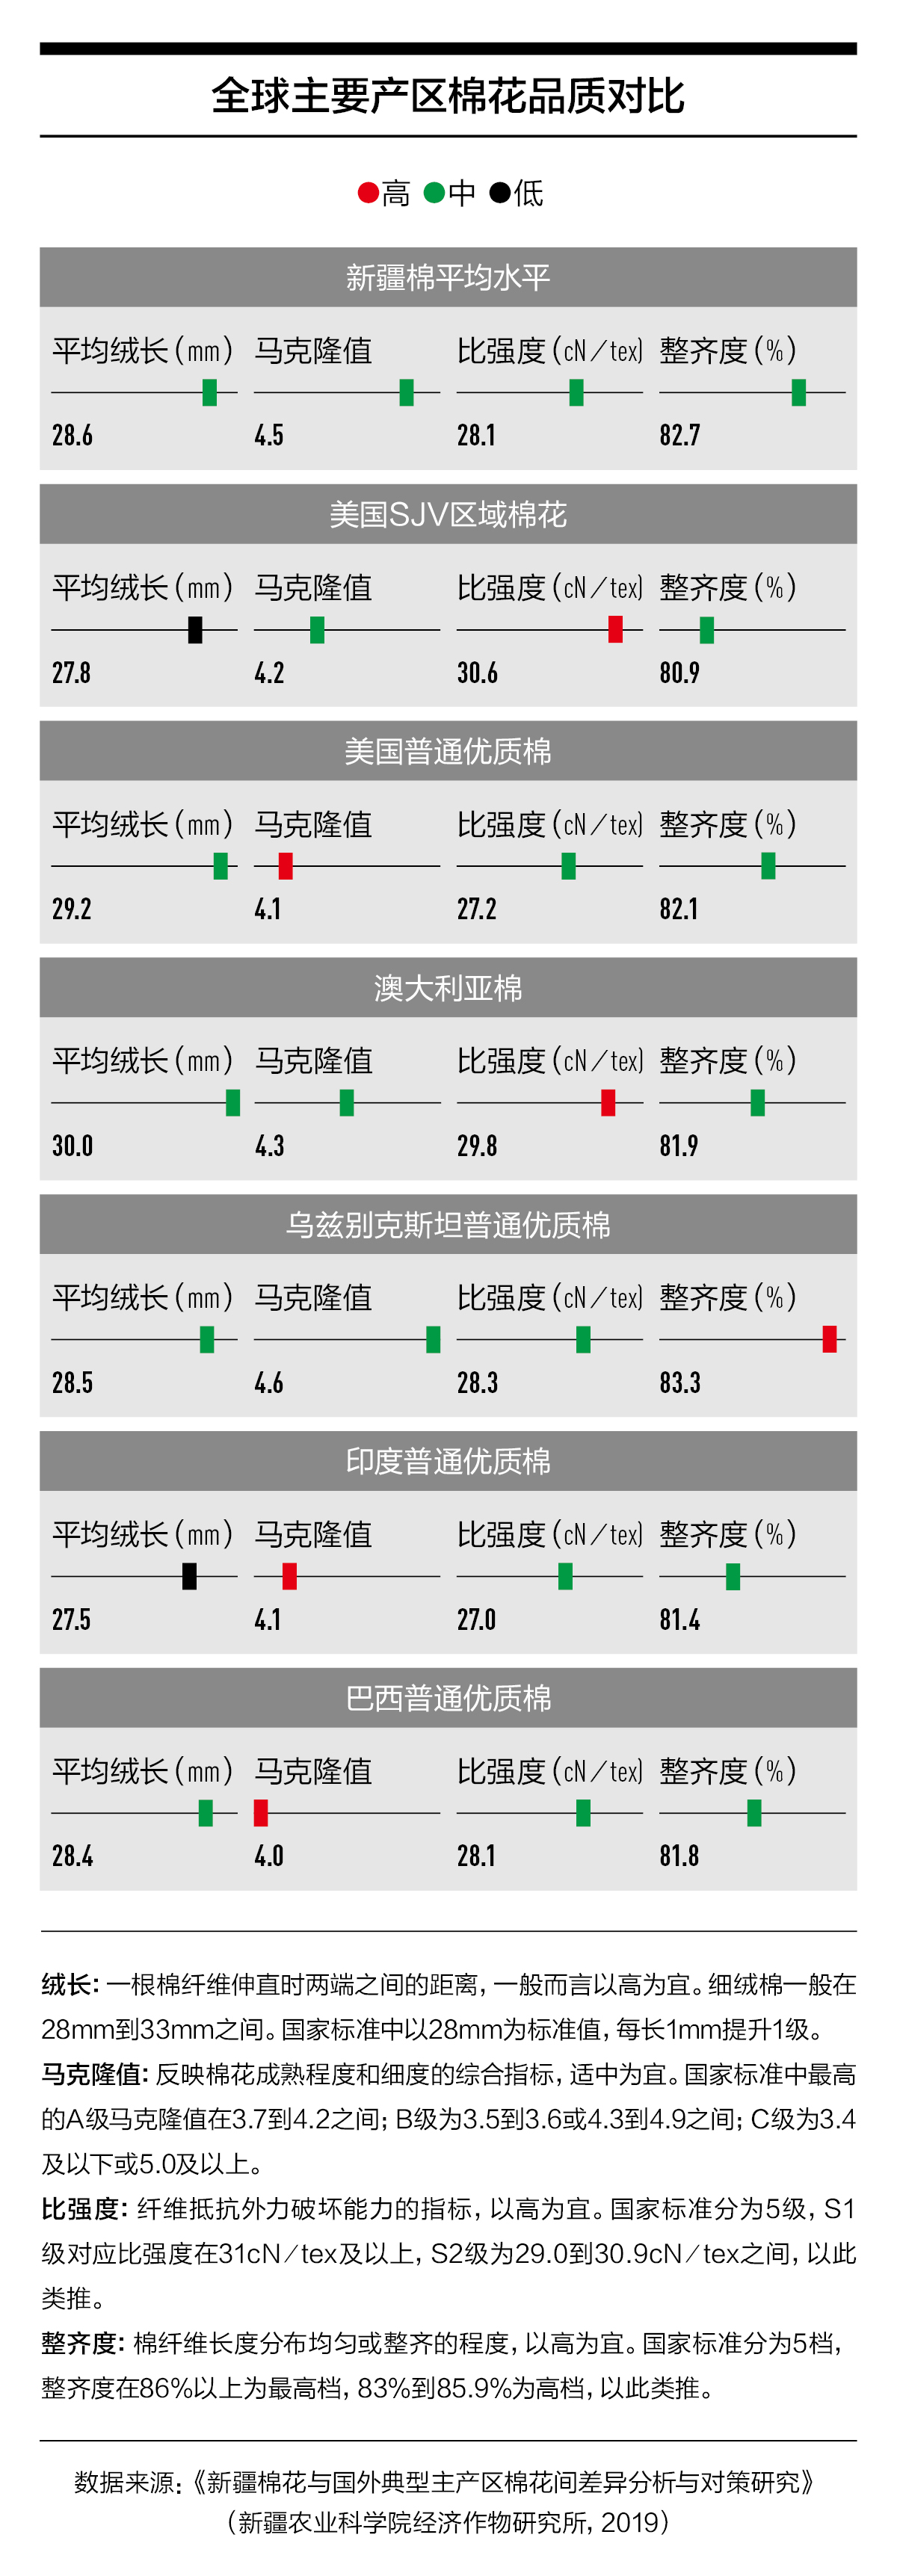 全球主要产区棉花品质对比
高 中 低
新疆棉平均水平
平均绒长(mm) 马克隆值 比强度(cN/tex) 整齐度(%)
28.6 4.5 28.1 82.7
美国SJV区域棉花
平均绒长(mm) 马克隆值 比强度(cN/tex) 整齐度(%)
27.8 4.2 30.6 80.9
美国普通优质棉
平均绒长(mm) 马克隆值 比强度(cN/tex) 整齐度(%)
29.2 4.1 27.2 82.1
澳大利亚棉
平均绒长(mm) 马克隆值 比强度(cN/tex) 整齐度(%)
30.0 4.3 29.8 81.9
乌兹别克斯坦普通优质棉
平均绒长(mm) 马克隆值 比强度(cN/tex) 整齐度(%)
28.5 4.6 28.3 83.3
印度普通优质棉
平均绒长(mm) 马克隆值 比强度(cN/tex) 整齐度(%)
27.5 4.1 27.0 81.4
巴西普通优质棉
平均绒长(mm) 马克隆值 比强度(cN/tex) 整齐度(%)
28.4 4.0 28.1 81.8
绒长：一根棉纤维伸直时两端之间的距离，一般而言以高为宜。细绒棉一般在
28mm到33mm之间。国家标准中以28mm为标准值，每长1mm提升1级。
马克隆值：反映棉花成熟程度和细度的综合指标，适中为宜。国家标准中最高
的A级马克隆值在3.7到4.2之间；B级为3.5到3.6或4.3到4.9之间；C级为3.4
及以下或5.0及以上。
比强度：纤维抵抗外力破坏能力的指标，以高为宜。国家标准分为5级，S1
级对应比强度在31cN/tex及以上，S2级为29.0到30.9cN/tex之间，以此
类推。
整齐度：棉纤维长度分布均匀或整齐的程度，以高为宜。国家标准分为5档，
整齐度在86%以上为最高档，83%到85.9%为高档，以此类推。
数据来源：《新疆棉花与国外典型主产区棉花间差异分析与对策研究》
（新疆农业科学院经济作物研究所，2019）